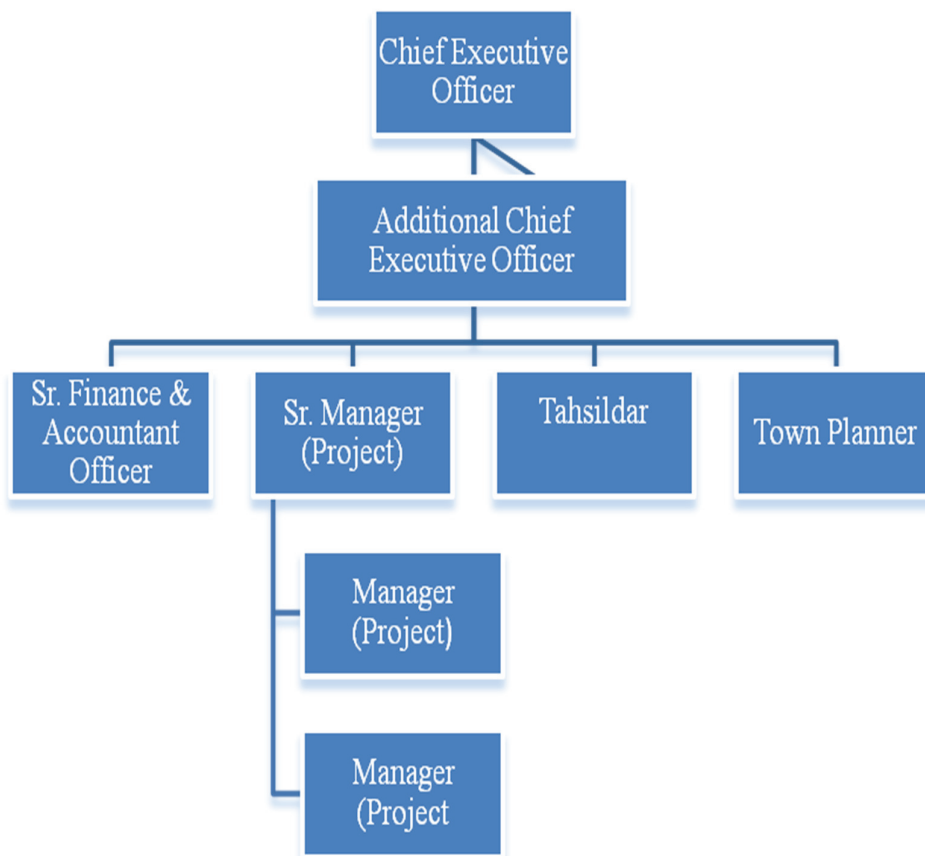 Chief Executive
Officer
Additional Chief
Executive Officer
Sr. Finance &
Accountant
Officer
Sr. Manager
(Project)
Tahsildar
Town Planner
Manager
(Project)
Manager
(Project